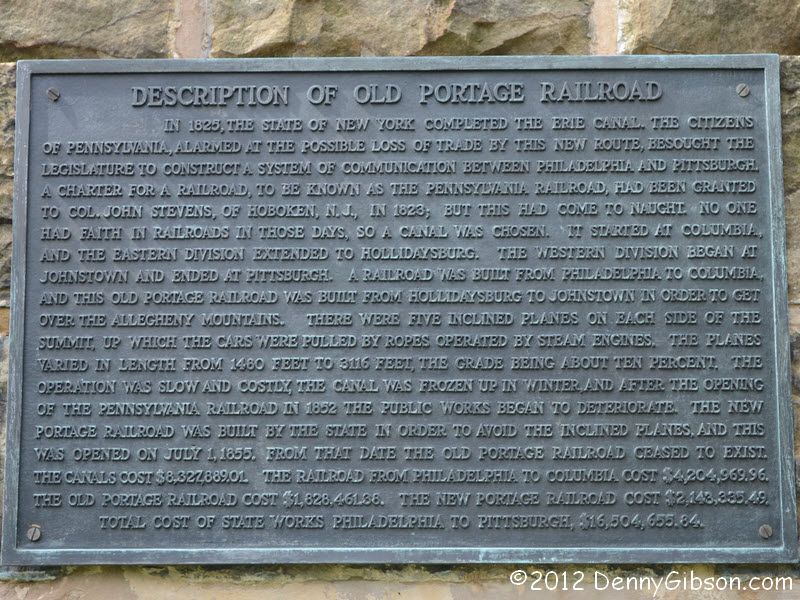 DESCRIPTION OF OLD PORTAGE RAILROAD
IN 1825, THE STATE OF NEW YORK COMPLETED THE ERIE CANAL. THE CITIZENS
OF PENNSYLVANIA, ALARMED AT THE POSSIBLE LOSS OF TRADE BY THIS NEW ROUTE, BESOUGHT THE
LEGISLATURE TO CONSTRUCT A SYSTEM OF COMMUNICATION BETWEEN PHILADELPHIA AND PITTSBURGH.
A CHARTER FOR A RAILROAD, TO BE KNOWN AS THE PENNSYLVANIA RAILROAD, HAD BEEN GRANTED
TO COL. JOHN STEVENS, OF HOBOKEN, N. J., IN 1823; BUT THIS HAD COME TO NAUGHT. NO ONE
HAD FAITH IN RAILROADS IN THOSE DAYS, SO A CANAL WAS CHOSEN. IT STARTED AT COLUMBIA,
AND THE EASTERN DIVISION EXTENDED TO HOLLIDAYSBURG. THE WESTERN DIVISION BEGAN AT
JOHNSTOWN AND ENDED AT PITTSBURGH. A RAILROAD WAS BUILT FROM PHILADELPHIA TO COLUMBIA,
AND THIS OLD PORTAGE RAILROAD WAS BUILT FROM HOLLIDAYSBURG TO JOHNSTOWN IN ORDER TO GET
OVER THE ALLEGHENY MOUNTAINS. THERE WERE FIVE INCLINED PLANES ON EACH SIDE OF THE
SUMMIT, UP WHICH THE CARS WERE PULLED BY ROPES OPERATED BY STEAM ENGINES. THE PLANES
VARIED IN LENGTH FROM 1480 FEET TO 3116 FEET, THE GRADE BEING ABOUT TEN PERCENT. THE
OPERATION WAS SLOW AND COSTLY, THE CANAL WAS FROZEN UP IN WINTER, AND AFTER THE OPENING
OF THE PENNSYLVANIA RAILROAD IN 1852 THE PUBLIC WORKS BEGAN TO DETERIORATE. THE NEW
PORTAGE RAILROAD WAS BUILT BY THE STATE IN ORDER TO AVOID THE INCLINED PLANES, AND THIS
WAS OPENED ON JULY 1, 1855. FROM THAT DATE THE OLD PORTAGE RAILROAD CEASED TO EXIST.
THE CANALS COST $8,327,889.01. THE RAILROAD FROM PHILADELPHIA TO COLUMBIA COST $4,204,969.96.
THE OLD PORTAGE RAILROAD COST $1,828,461.38. THE NEW PORTAGE RAILROAD COST $2,143,335.49.
TOTAL COST OF STATE WORKS PHILADELPHIA TO PITTSBURGH, $16,504,655.84.
©2012 DennyGibson.com